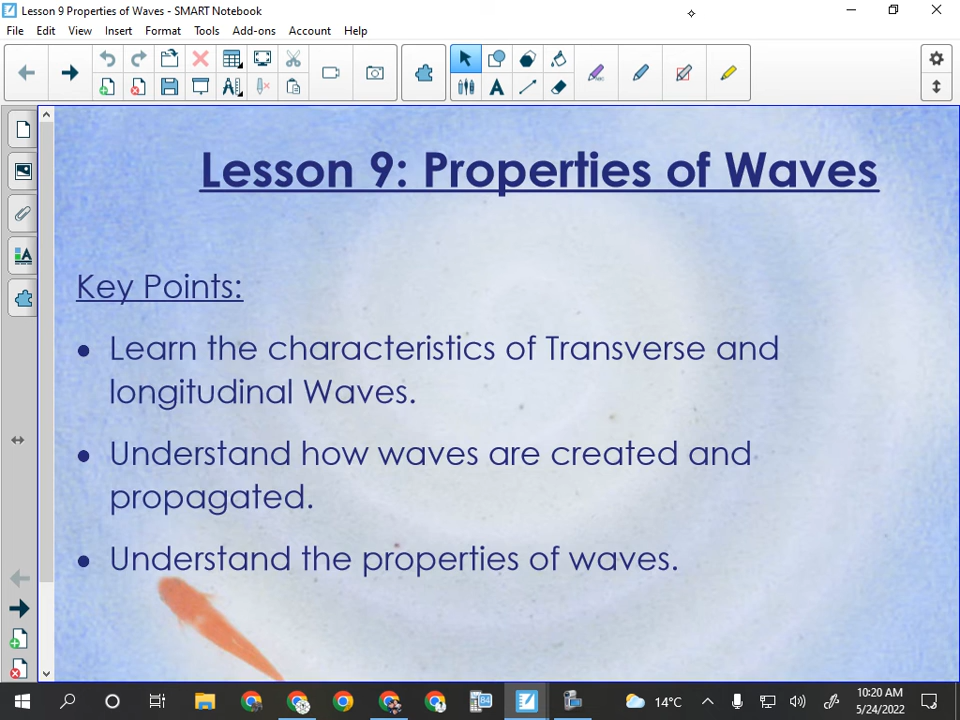 Lesson 9 Properties of Waves - SMART Notebook
File Edit View Insert Format Tools Add-ons Account Help
Lesson 9: Properties of Waves
Key Points:
• Learn the characteristics of Transverse and
longitudinal Waves.
• Understand how waves are created and
propagated.
• Understand the properties of waves.
14°C
10:20 AM
5/24/2022